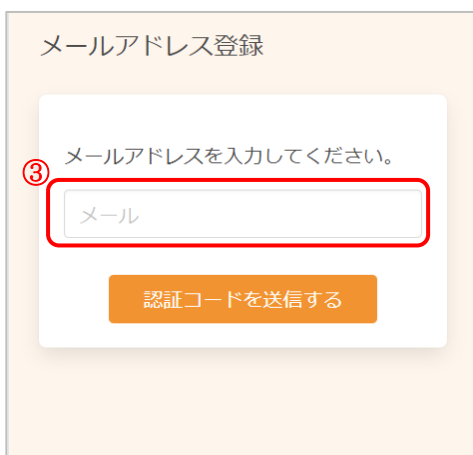 メールアドレス登録
メールアドレスを入力してください。
③
メール
認証コードを送信する